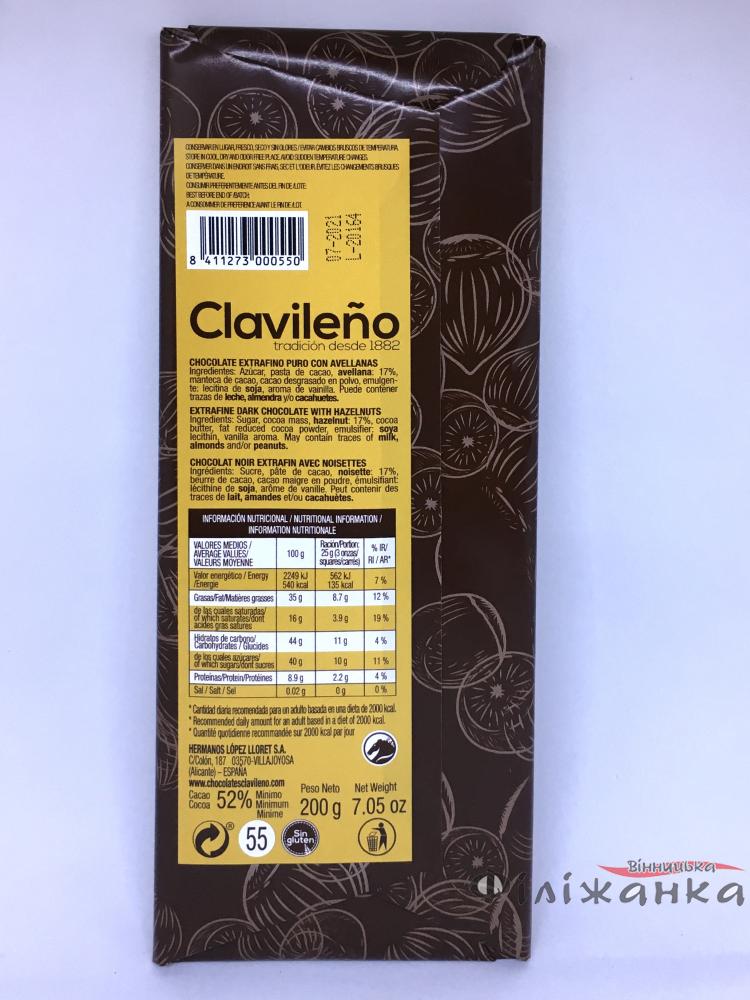 CONSERVAR EN LUGAR, FRESCO, SECO Y SIN OLORES / EVITAR CAMBIOS BRUSCOS DE TEMPERATURA
STORE IN COOL, DRY AND ODOR FREE PLACE. AVOID SUDDEN TEMPERATURE CHANGES.
CONSERVER DANS UN ENDROIT SANS FRAIS, SEC ET L'ODEUR. ÉVITEZ LES CHANGEMENTS BRUSQUES
DE TEMPÉRATURE.
CONSUMIR PREFERENTEMENTE ANTES DEL FIN DE /LOTE:
BEST BEFORE END OF /BATCH:
A CONSOMMER DE PREFERENCE AVANT LE FIN DE /LOT:
8 411273 000550
07-2021
L-20164
Clavileño
tradición desde 1882
CHOCOLATE EXTRAFINO PURO CON AVELLANAS
Ingredientes: Azúcar, pasta de cacao, avellana: 17%,
manteca de cacao, cacao desgrasado en polvo, emulgen-
te: lecitina de soja, aroma de vainilla. Puede contener
trazas de leche, almendra y/o cacahuetes.
EXTRAFINE DARK CHOCOLATE WITH HAZELNUTS
Ingredients: Sugar, cocoa mass, hazelnut: 17%, cocoa
butter, fat reduced cocoa powder, emulsifier: soya
lecithin, vanilla aroma. May contain traces of milk,
almonds and/or peanuts.
CHOCOLAT NOIR EXTRAFIN AVEC NOISETTES
Ingrédients: Sucre, pâte de cacao, noisette: 17%,
beurre de cacao, cacao maigre en poudre, émulsifiant:
lécithine de soja, arôme de vanille. Peut contenir des
traces de lait, amandes et/ou cacahuètes.
INFORMACIÓN NUTRICIONAL / NUTRITIONAL INFORMATION /
INFORMATION NUTRITIONALE
VALORES MEDIOS / AVERAGE VALUES/ VALEURS MOYENNE 100 g Ración/Portion: 25 g (3 onzas/ squares/carrés) % IR/ RI / AR*
Valor energético / Energy /Énergie 2249 kJ 540 kcal 562 kJ 135 kcal 7 %
Grasas/Fat/Matières grasses 35 g 8.7 g 12 %
de las cuales saturadas/ of which saturates/dont acides gras saturés 16 g 3.9 g 19 %
Hidratos de carbono/ Carbohydrates / Glucides 44 g 11 g 4 %
de los cuales azúcares/ of which sugars/dont sucres 40 g 10 g 11 %
Proteínas/Protein/Protéines 8.9 g 2.2 g 4 %
Sal / Salt / Sel 0.02 g 0 g 0 %
*Cantidad diaria recomendada para un adulto basada en una dieta de 2000 kcal.
*Recommended daily amount for an adult based in a diet of 2000 kcal.
*Quantité quotidienne recommandée sur 2000 kcal par jour
HERMANOS LÓPEZ LLORET S.A.
C/Colón, 187 03570-VILLAJOYOSA
(Alicante) - ESPAÑA
www.chocolatesclavileno.com
Cacao Cocoa 52% Mínimo Minimum Minime
Peso Neto Net Weight
200 g 7.05 oz
55
Sin gluten
Вінницька
Філіжанка